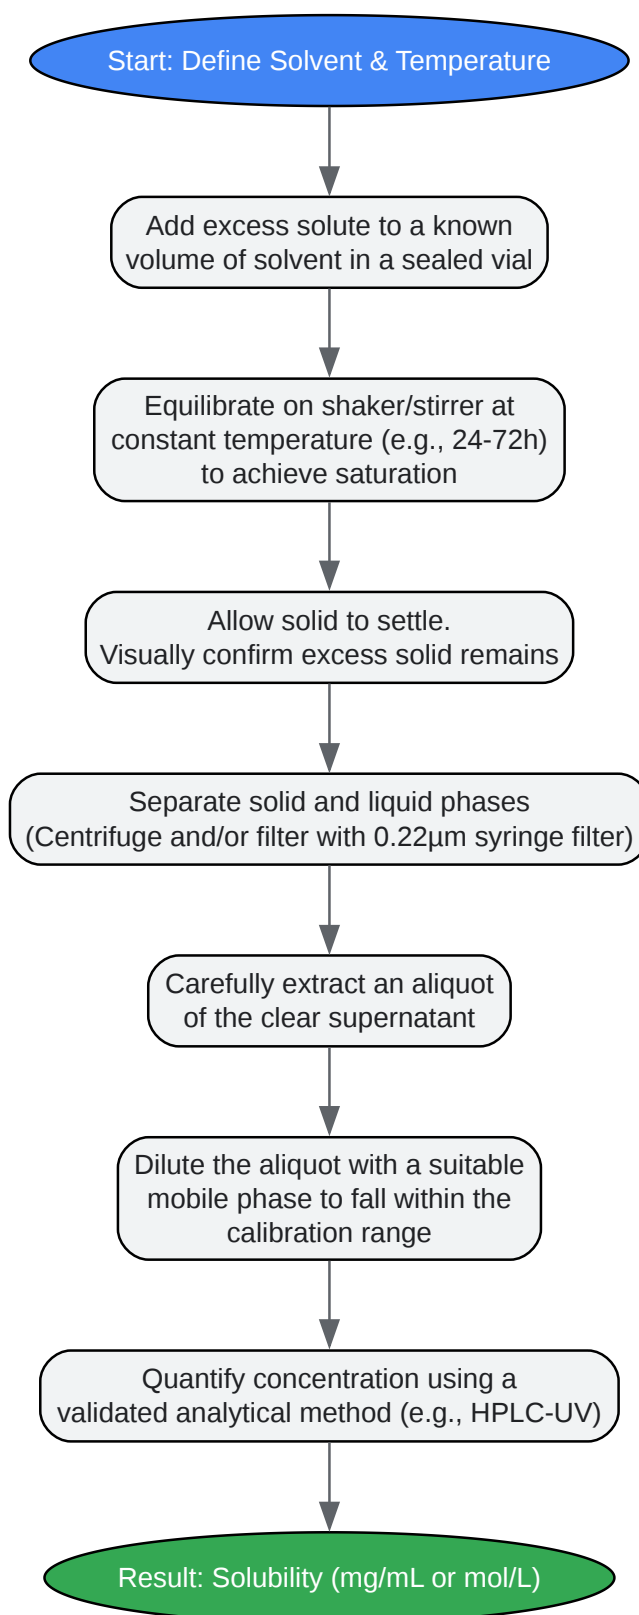 Start: Define Solvent & Temperature
Add excess solute to a known
volume of solvent in a sealed vial
Equilibrate on shaker/stirrer at
constant temperature (e.g., 24-72h)
to achieve saturation
Allow solid to settle.
Visually confirm excess solid remains
Separate solid and liquid phases
(Centrifuge and/or filter with 0.22µm syringe filter)
Carefully extract an aliquot
of the clear supernatant
Dilute the aliquot with a suitable
mobile phase to fall within the
calibration range
Quantify concentration using a
validated analytical method (e.g., HPLC-UV)
Result: Solubility (mg/mL or mol/L)